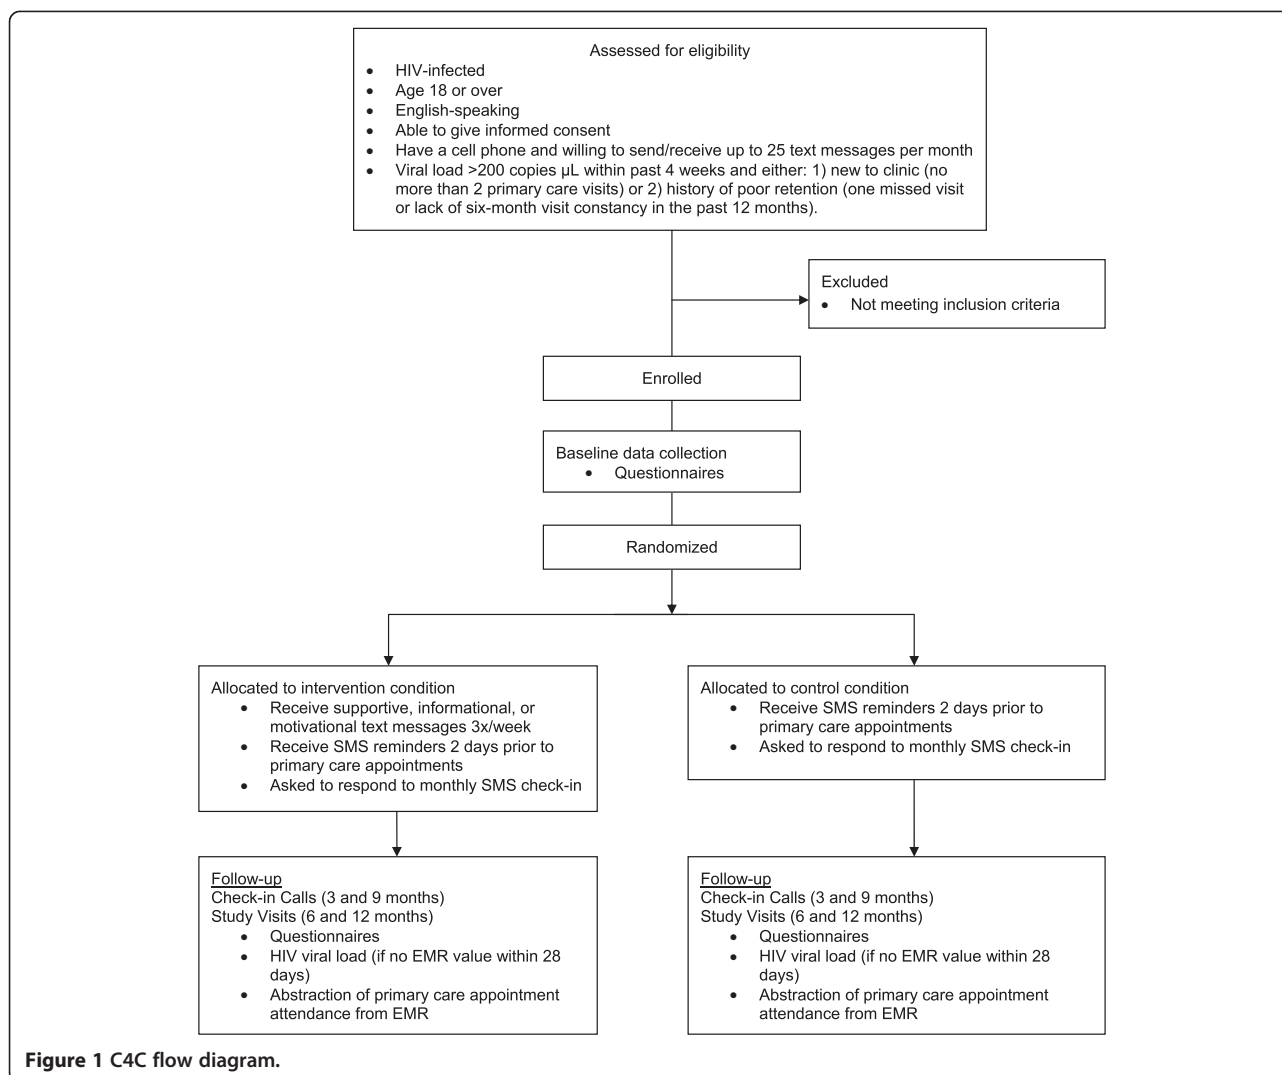 Assessed for eligibility
• HIV-infected
• Age 18 or over
• English-speaking
• Able to give informed consent
• Have a cell phone and willing to send/receive up to 25 text messages per month
• Viral load >200 copies µL within past 4 weeks and either: 1) new to clinic (no
more than 2 primary care visits) or 2) history of poor retention (one missed visit
or lack of six-month visit constancy in the past 12 months).
Excluded
• Not meeting inclusion criteria
Enrolled
Baseline data collection
• Questionnaires
Randomized
Allocated to intervention condition
• Receive supportive, informational, or
motivational text messages 3x/week
• Receive SMS reminders 2 days prior to
primary care appointments
• Asked to respond to monthly SMS check-in
Allocated to control condition
• Receive SMS reminders 2 days prior to
primary care appointments
• Asked to respond to monthly SMS check-in
Follow-up
Check-in Calls (3 and 9 months)
Study Visits (6 and 12 months)
• Questionnaires
• HIV viral load (if no EMR value within 28
days)
• Abstraction of primary care appointment
attendance from EMR
Follow-up
Check-in Calls (3 and 9 months)
Study Visits (6 and 12 months)
• Questionnaires
• HIV viral load (if no EMR value within 28
days)
• Abstraction of primary care appointment
attendance from EMR
Figure 1 C4C flow diagram.